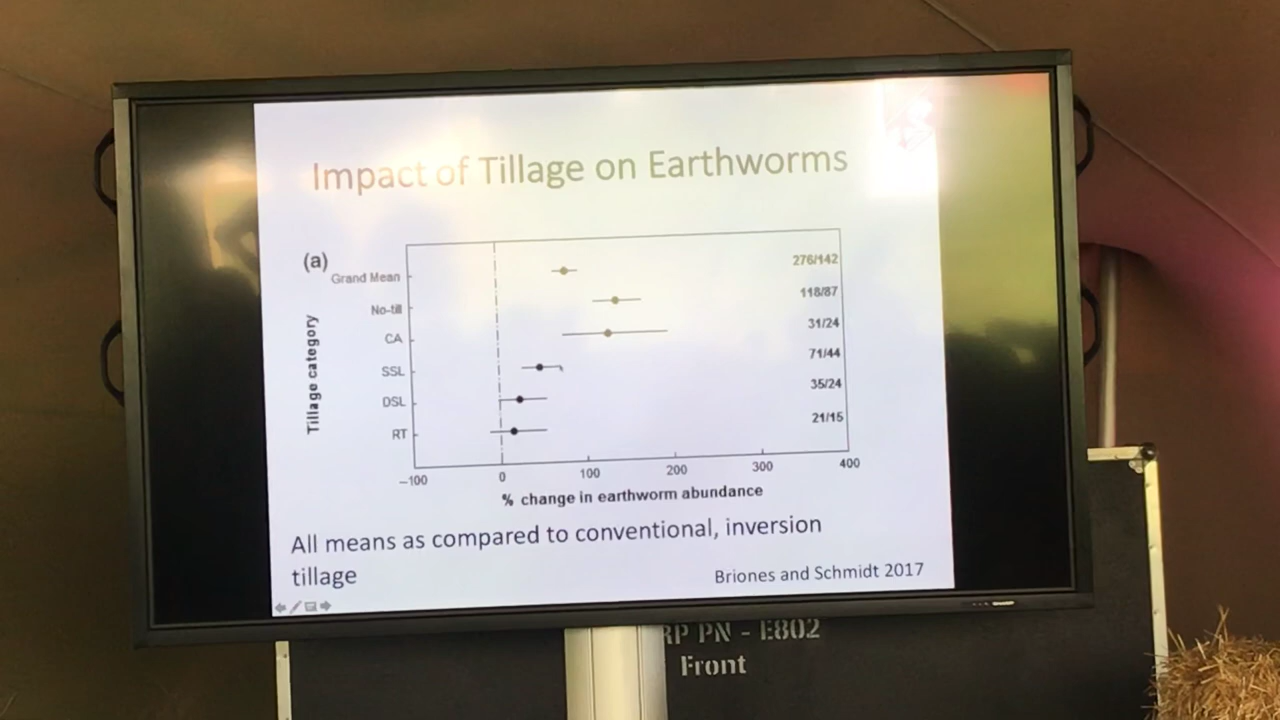 Impact of Tillage on Earthworms
(a)
Tillage category
Grand Mean
276/142
No-till
118/87
CA
31/24
SSL
71/44
DSL
35/24
RT
21/15
−100 0 100 200 300 400
% change in earthworm abundance
All means as compared to conventional, inversion
tillage
Briones and Schmidt 2017
SHARP
RP PN - E802
Front